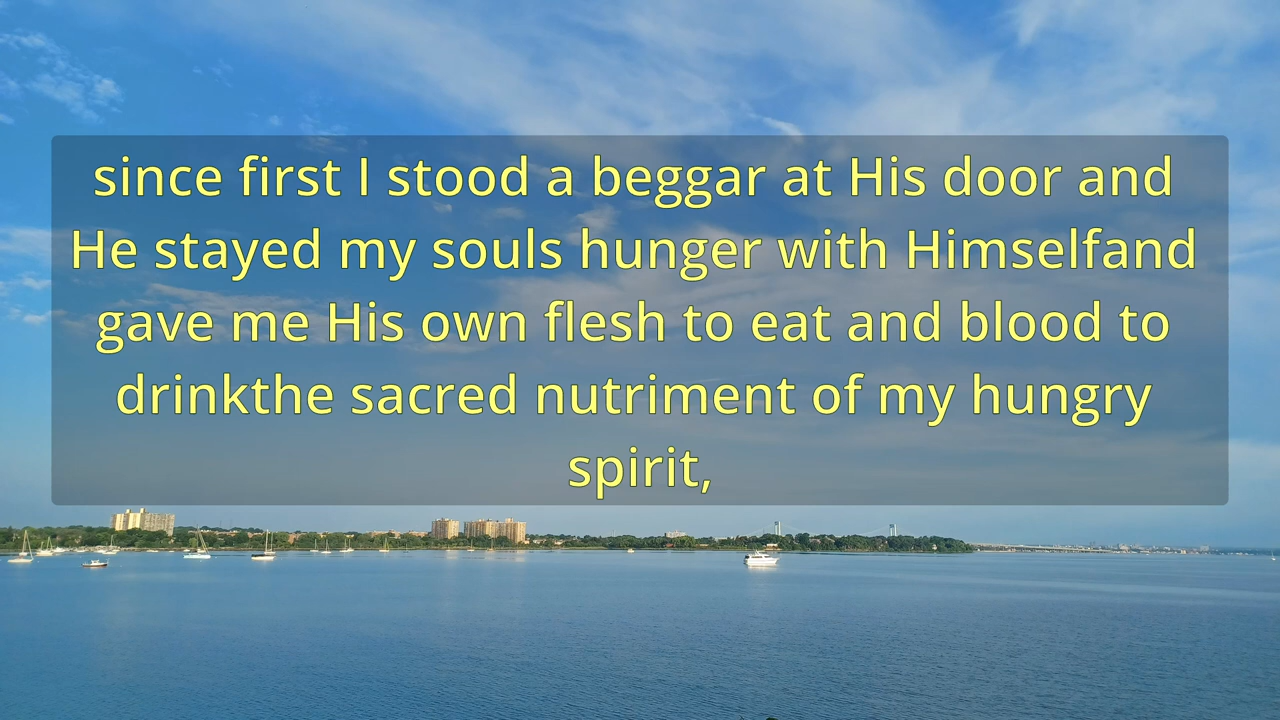 since first I stood a beggar at His door and
He stayed my souls hunger with Himselfand
gave me His own flesh to eat and blood to
drinkthe sacred nutriment of my hungry
spirit,